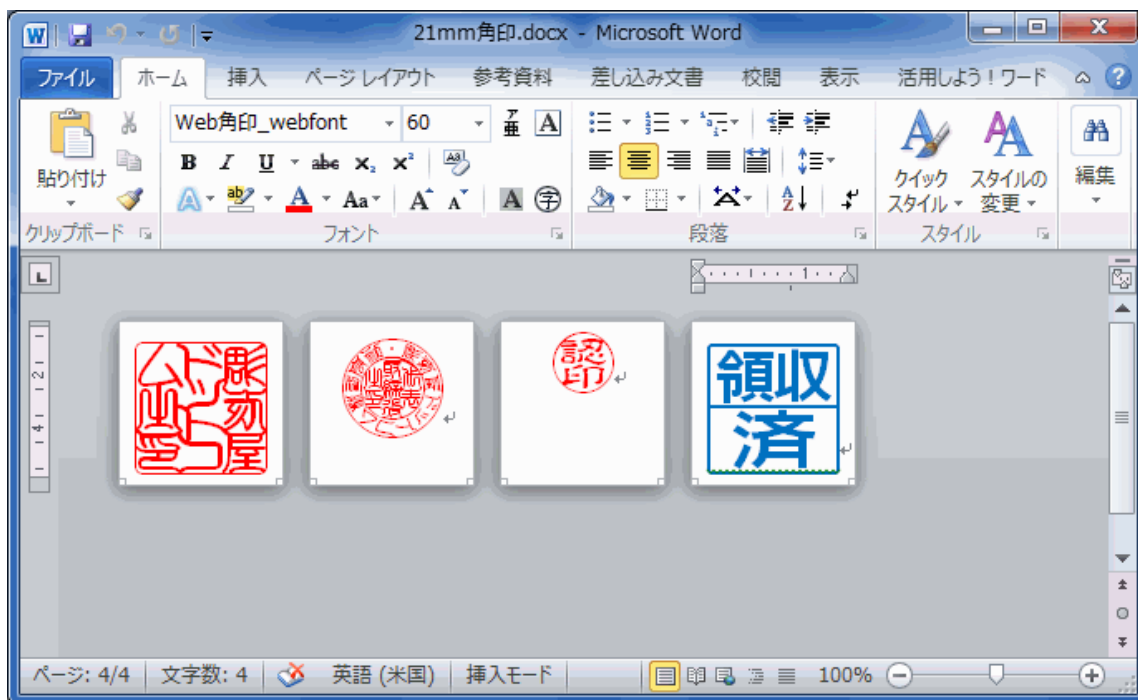 21mm角印.docx - Microsoft Word
ファイル ホーム 挿入 ページ レイアウト 参考資料 差し込み文書 校閲 表示 活用しよう！ワード
Web角印_webfont 60
貼り付け
クイック スタイル
スタイルの 変更
編集
クリップボード フォント 段落 スタイル
認印
領収
済
ページ: 4/4 文字数: 4 英語 (米国) 挿入モード 100%